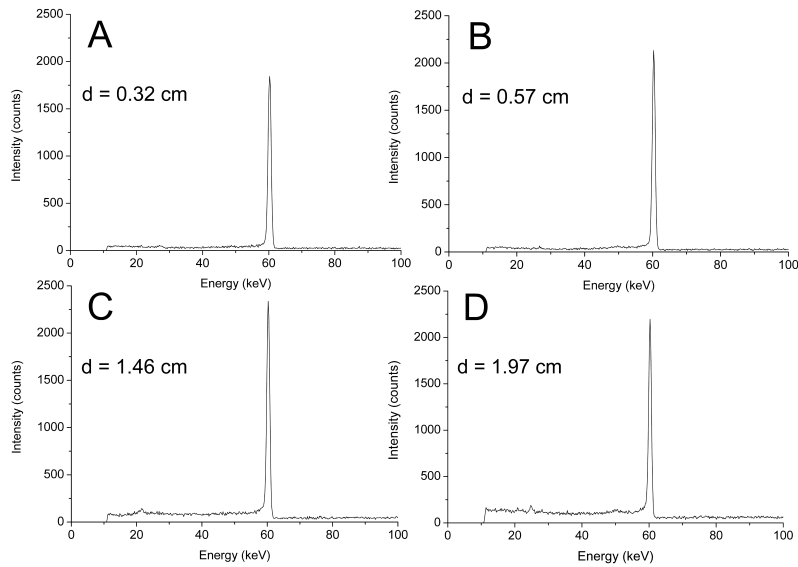 A
d = 0.32 cm
Intensity (counts)
2500
2000
1500
1000
500
0
0 20 40 60 80 100
Energy (keV)
B
d = 0.57 cm
Intensity (counts)
2500
2000
1500
1000
500
0
0 20 40 60 80 100
Energy (keV)
C
d = 1.46 cm
Intensity (counts)
2500
2000
1500
1000
500
0
0 20 40 60 80 100
Energy (keV)
D
d = 1.97 cm
Intensity (counts)
2500
2000
1500
1000
500
0
0 20 40 60 80 100
Energy (keV)